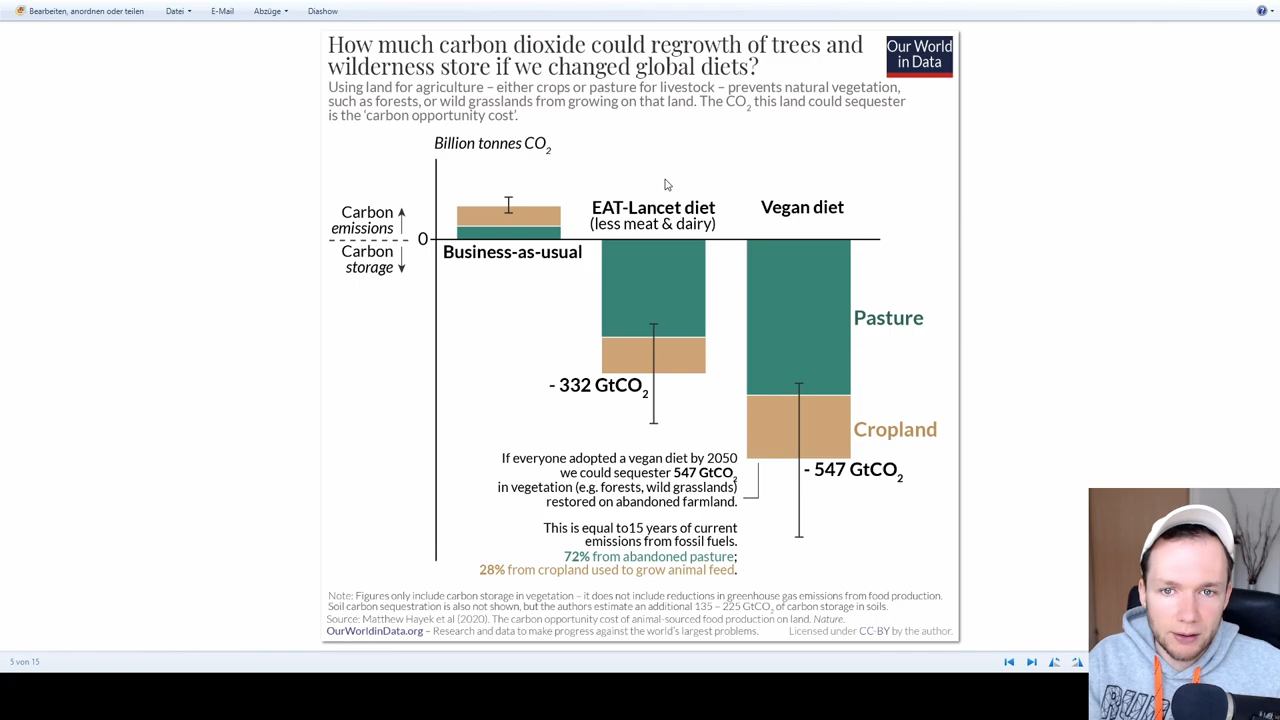 Bearbeiten, anordnen oder teilen Datei E-Mail Abzüge Diashow
How much carbon dioxide could regrowth of trees and
wilderness store if we changed global diets?
Our World
in Data
Using land for agriculture – either crops or pasture for livestock – prevents natural vegetation,
such as forests, or wild grasslands from growing on that land. The CO2 this land could sequester
is the 'carbon opportunity cost'.
Billion tonnes CO2
Carbon
emissions
0
Carbon
storage
Business-as-usual
EAT-Lancet diet
(less meat & dairy)
Vegan diet
Pasture
- 332 GtCO2
Cropland
- 547 GtCO2
If everyone adopted a vegan diet by 2050
we could sequester 547 GtCO2
in vegetation (e.g. forests, wild grasslands)
restored on abandoned farmland.
This is equal to15 years of current
emissions from fossil fuels.
72% from abandoned pasture;
28% from cropland used to grow animal feed.
Note: Figures only include carbon storage in vegetation – it does not include reductions in greenhouse gas emissions from food production.
Soil carbon sequestration is also not shown, but the authors estimate an additional 135 – 225 GtCO2 of carbon storage in soils.
Source: Matthew Hayek et al (2020). The carbon opportunity cost of animal-sourced food production on land. Nature.
OurWorldinData.org – Research and data to make progress against the world's largest problems.
Licensed under CC-BY by the author.
5 von 15